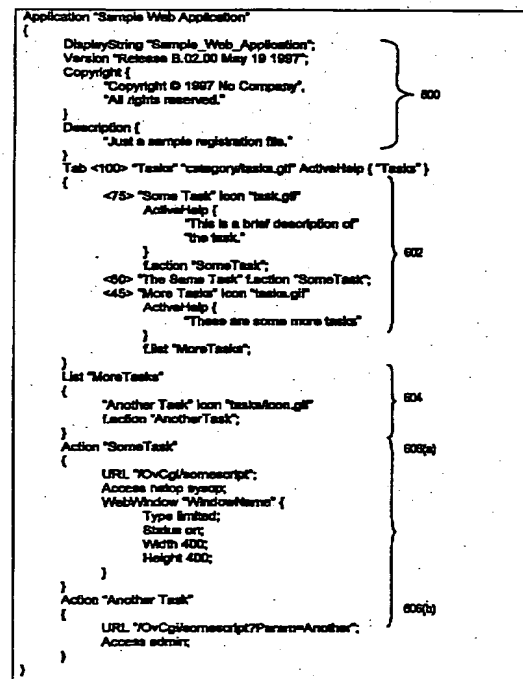 Application "Sample Web Application"
{
DisplayString "Sample_Web_Application";
Version "Release B.02.00 May 19 1997";
Copyright {
"Copyright © 1997 No Company",
"All rights reserved."
}
Description {
"Just a sample registration file."
}
600
Tab <100> "Tasks" "category/tasks.gif" ActiveHelp { "Tasks" }
{
<75> "Some Task" Icon "task.gif"
ActiveHelp {
"This is a brief description of"
"the task."
}
f.action "SomeTask";
<60> "The Same Task" f.action "SomeTask";
<45> "More Tasks" Icon "tasks.gif"
ActiveHelp {
"These are some more tasks"
}
f.list "MoreTasks";
}
602
List "MoreTasks"
{
"Another Task" Icon "tasks/icon.gif"
f.action "AnotherTask";
}
604
Action "SomeTask"
{
URL "/OvCgi/somescript";
Access netop sysop;
WebWindow "WindowName" {
Type limited;
Status on;
Width 400;
Height 400;
}
}
606(a)
Action "Another Task"
{
URL "/OvCgi/somescript?Param=Another";
Access admin;
}
606(b)
}